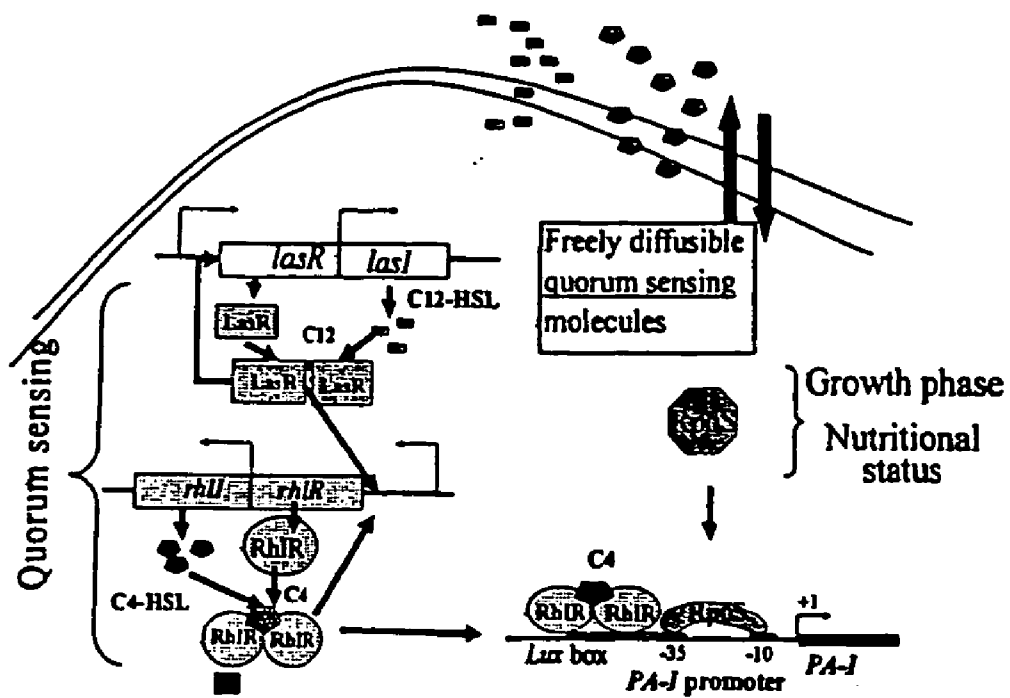 Freely diffusible
quorum sensing
molecules
Quorum sensing
lasR lasI
C12-HSL
LasR
C12
LasR LasR
rhlI rhlR
RhlR
C4-HSL
C4
RhlR RhlR
RpoS
Growth phase
Nutritional
status
C4
RhlR RhlR RpoS
+1
Lux box
-35 -10
PA-I
PA-I promoter